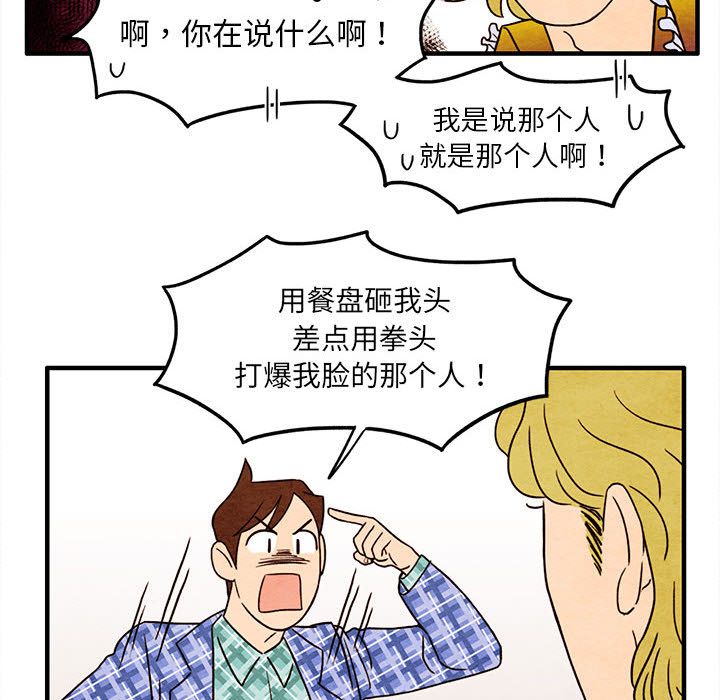 啊，你在说什么啊！
我是说那个人
就是那个人啊！
用餐盘砸我头
差点用拳头
打爆我脸的那个人！